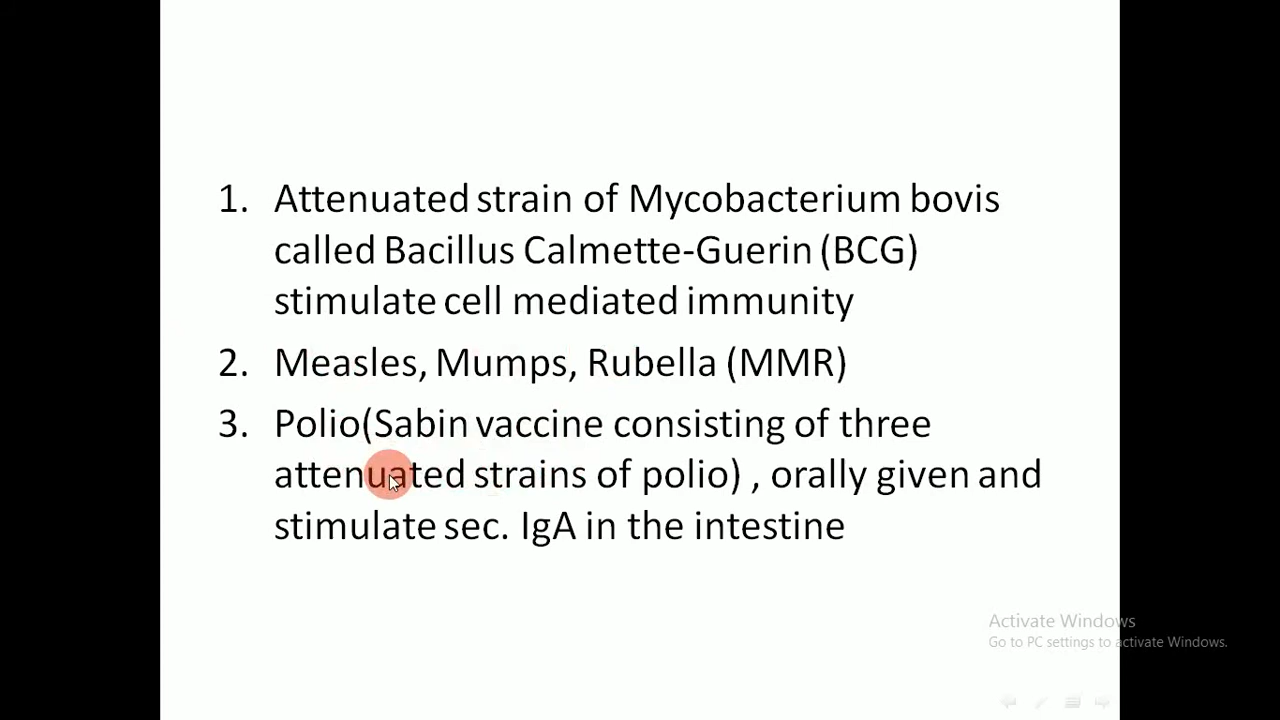 1. Attenuated strain of Mycobacterium bovis
called Bacillus Calmette-Guerin (BCG)
stimulate cell mediated immunity
2. Measles, Mumps, Rubella (MMR)
3. Polio(Sabin vaccine consisting of three
attenuated strains of polio) , orally given and
stimulate sec. IgA in the intestine
Activate Windows
Go to PC settings to activate Windows.